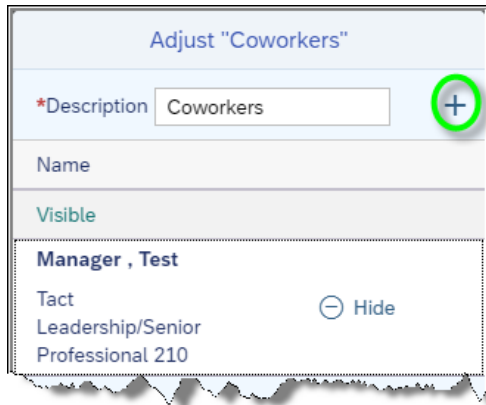 Adjust "Coworkers"
*Description Coworkers +
Name
Visible
Manager , Test
Tact
Leadership/Senior
Professional 210
Hide